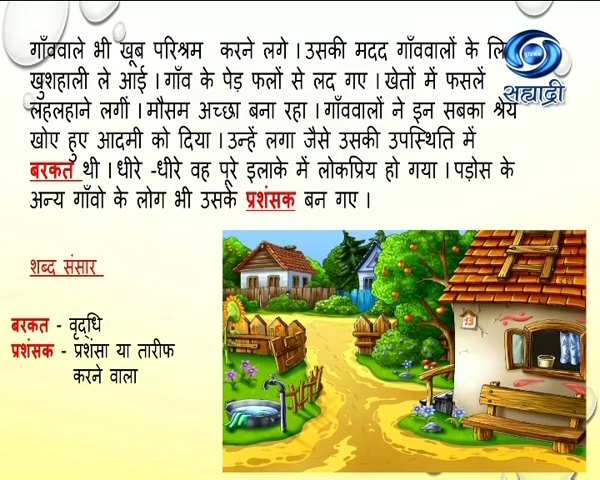 गाँववाले भी खूब परिश्रम करने लगे । उसकी मदद गाँववालों के
खुशहाली ले आई । गाँव के पेड़ फलों से लद गए । खेतों में फसलें
लहलहाने लगीं । मौसम अच्छा बना रहा । गाँववालों ने इन सबका श्रेय
खोए हुए आदमी को दिया । उन्हें लगा जैसे उसकी उपस्थिति में
बरकत थी । धीरे -धीरे वह पूरे इलाके में लोकप्रिय हो गया । पड़ोस के
अन्य गाँवो के लोग भी उसके प्रशंसक बन गए ।
सह्याद्री
शब्द संसार
बरकत - वृद्धि
प्रशंसक - प्रशंसा या तारीफ
करने वाला
13